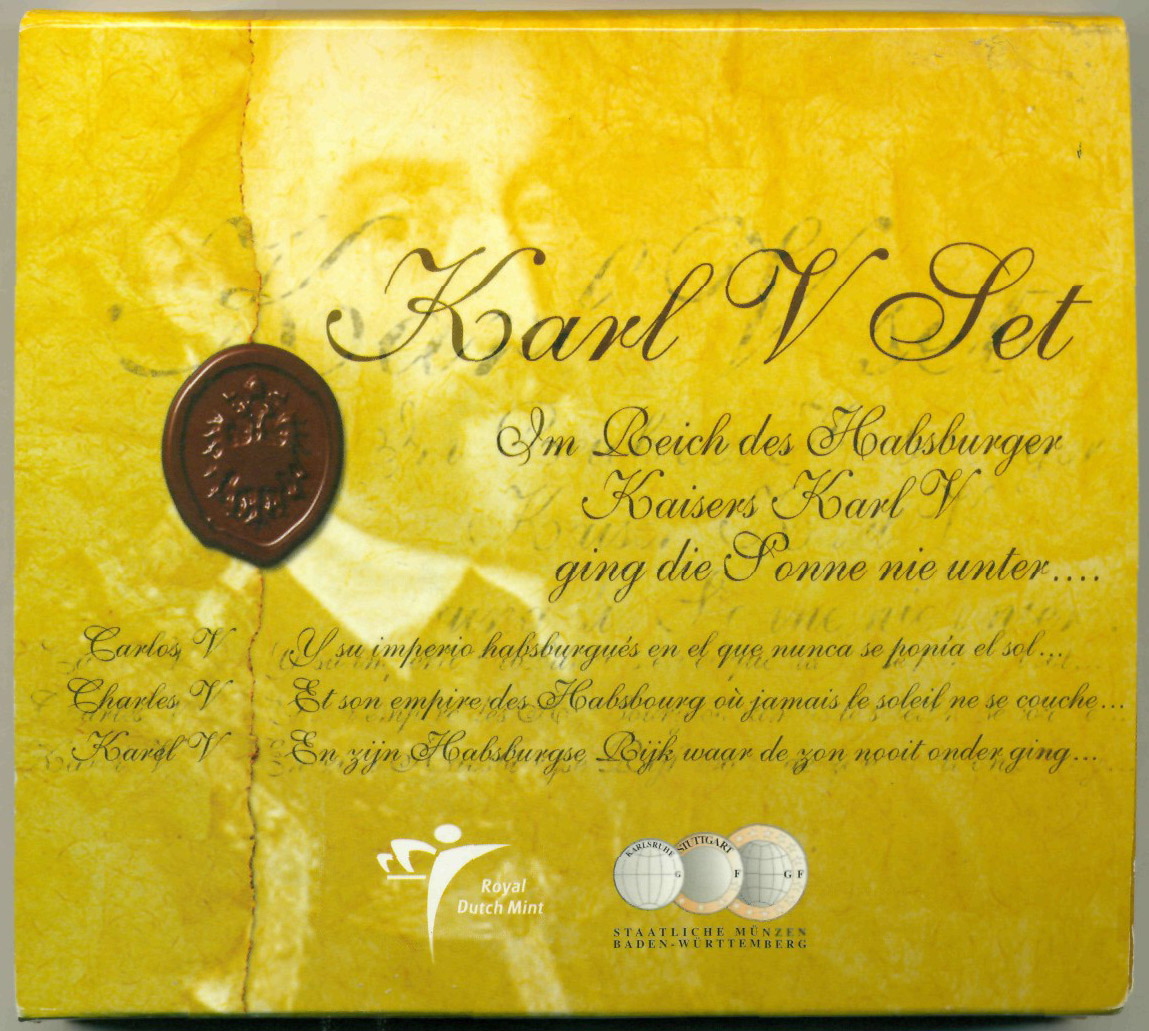 Karl V Set
Im Reich des Habsburger
Kaisers Karl V
ging die Sonne nie unter....
Carlos V Y su imperio habsburgués en el que nunca se ponía el sol...
Charles V Et son empire des Habsbourg où jamais le soleil ne se couche...
Karel V En zijn Habsburgse Rijk waar de zon nooit onder ging...
Royal
Dutch Mint
KARLSRUHE G STUTTGART F G F
STAATLICHE MÜNZEN
BADEN-WÜRTTEMBERG